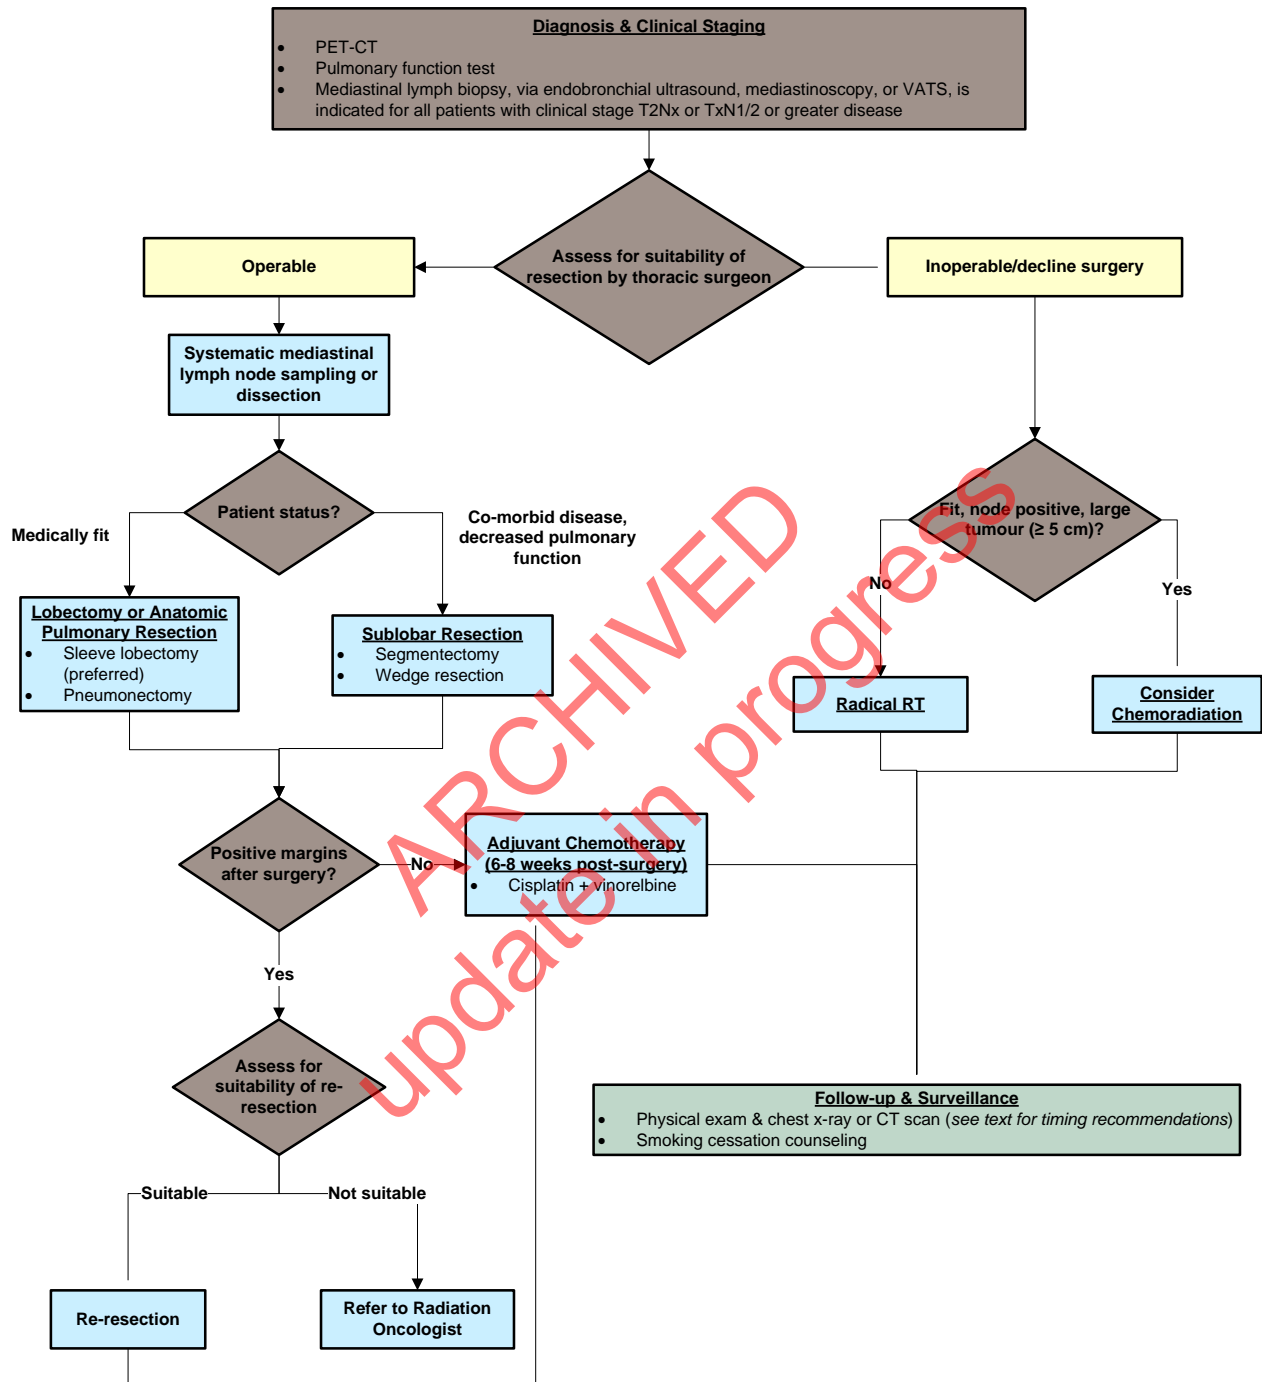 Diagnosis & Clinical Staging
• PET-CT
• Pulmonary function test
• Mediastinal lymph biopsy, via endobronchial ultrasound, mediastinoscopy, or VATS, is
indicated for all patients with clinical stage T2Nx or TxN1/2 or greater disease
Assess for suitability of
resection by thoracic surgeon
Operable
Inoperable/decline surgery
Systematic mediastinal
lymph node sampling or
dissection
Patient status?
Medically fit
Co-morbid disease,
decreased pulmonary
function
Fit, node positive, large
tumour (≥ 5 cm)?
No
Yes
Lobectomy or Anatomic
Pulmonary Resection
• Sleeve lobectomy
(preferred)
• Pneumonectomy
Sublobar Resection
• Segmentectomy
• Wedge resection
Radical RT
Consider
Chemoradiation
Positive margins
after surgery?
No
Adjuvant Chemotherapy
(6-8 weeks post-surgery)
• Cisplatin + vinorelbine
Yes
Assess for
suitability of re-
resection
Follow-up & Surveillance
• Physical exam & chest x-ray or CT scan (see text for timing recommendations)
• Smoking cessation counseling
Suitable
Not suitable
Re-resection
Refer to Radiation
Oncologist
ARCHIVED
update in progress